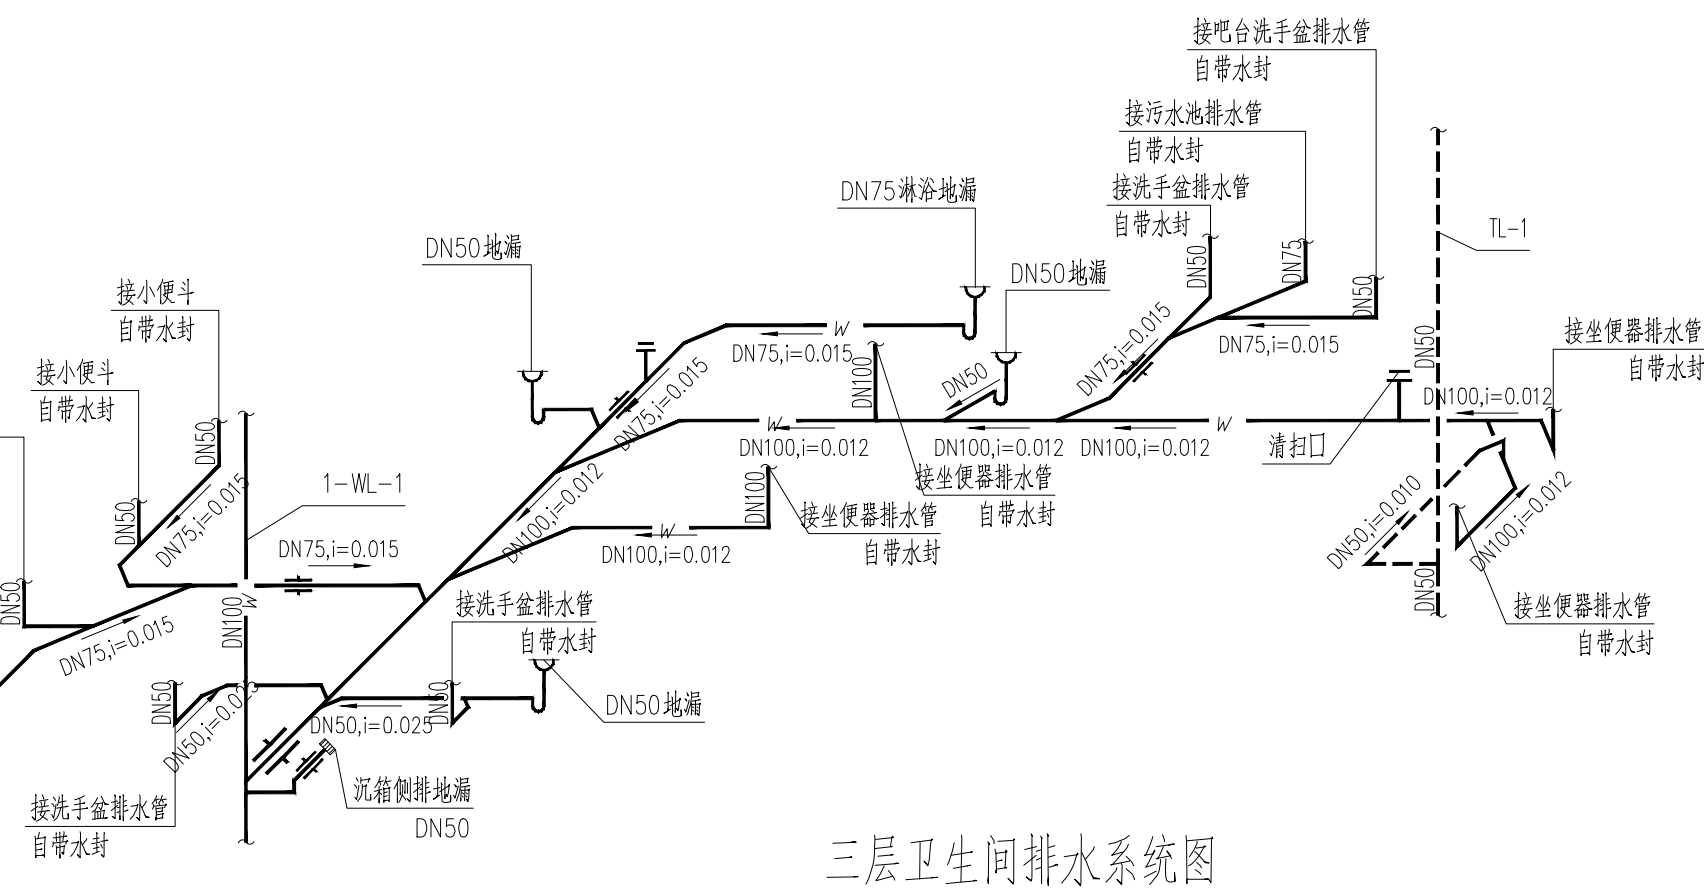 接吧台洗手盆排水管
自带水封
接污水池排水管
自带水封
接洗手盆排水管
自带水封
DN75淋浴地漏
DN50地漏
DN50地漏
TL-1
接小便斗
自带水封
接小便斗
自带水封
接坐便器排水管
自带水封
DN50
DN75
DN50
DN50
DN75,i=0.015
DN75,i=0.015
DN75,i=0.015
DN75,i=0.015
DN100
DN50
DN100,i=0.012
DN100,i=0.012
DN100,i=0.012
DN100,i=0.012
W
W
W
W
W
清扫口
接坐便器排水管
自带水封
接坐便器排水管
自带水封
DN100
DN100,i=0.012
DN100,i=0.012
DN50,i=0.010
DN100,i=0.012
DN50
接坐便器排水管
自带水封
DN50
DN50
DN75,i=0.015
1-WL-1
DN75,i=0.015
DN50
DN75,i=0.015
DN100
接洗手盆排水管
自带水封
DN50
DN50,i=0.025
DN50
DN50,i=0.025
DN50地漏
沉箱侧排地漏
DN50
接洗手盆排水管
自带水封
三层卫生间排水系统图